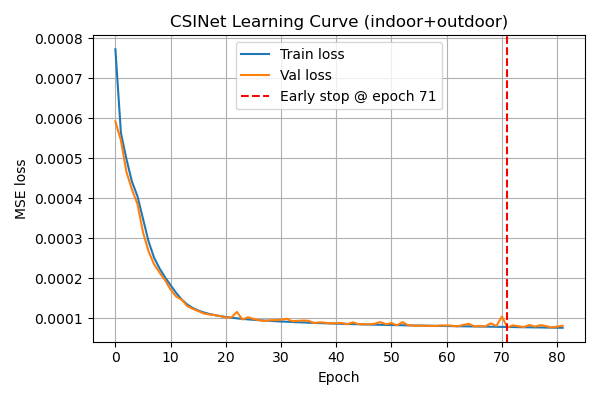 CSINet Learning Curve (indoor+outdoor)
0.0008
0.0007
0.0006
0.0005
0.0004
0.0003
0.0002
0.0001
MSE loss
Train loss
Val loss
Early stop @ epoch 71
0 10 20 30 40 50 60 70 80
Epoch